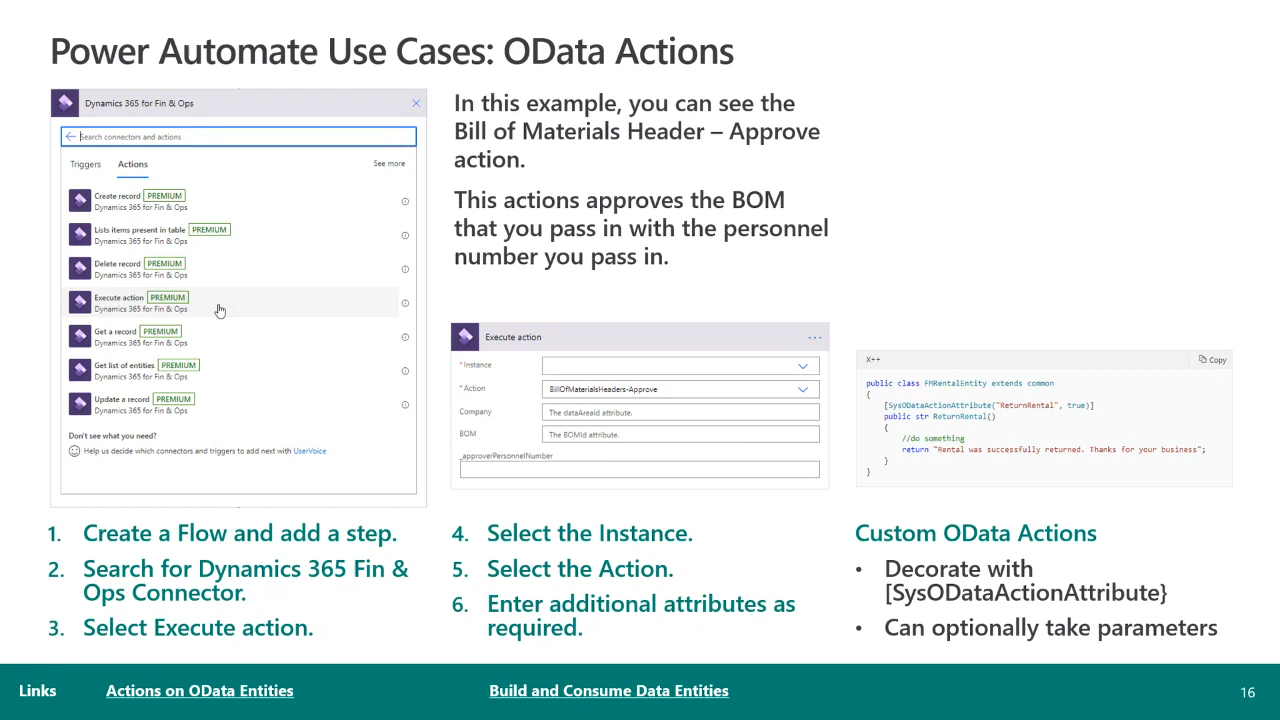 Power Automate Use Cases: OData Actions
Dynamics 365 for Fin & Ops
Search connectors and actions
Triggers
Actions
See more
Create record PREMIUM
Dynamics 365 for Fin & Ops
Lists items present in table PREMIUM
Dynamics 365 for Fin & Ops
Delete record PREMIUM
Dynamics 365 for Fin & Ops
Execute action PREMIUM
Dynamics 365 for Fin & Ops
Get a record PREMIUM
Dynamics 365 for Fin & Ops
Get list of entities PREMIUM
Dynamics 365 for Fin & Ops
Update a record PREMIUM
Dynamics 365 for Fin & Ops
Don't see what you need?
Help us decide which connectors and triggers to add next with UserVoice
1. Create a Flow and add a step.
2. Search for Dynamics 365 Fin &
Ops Connector.
3. Select Execute action.
In this example, you can see the
Bill of Materials Header – Approve
action.
This actions approves the BOM
that you pass in with the personnel
number you pass in.
Execute action
* Instance
* Action BillOfMaterialsHeaders-Approve
Company The dataAreaId attribute.
BOM The BOMId attribute.
_approverPersonnelNumber
4. Select the Instance.
5. Select the Action.
6. Enter additional attributes as
required.
X++ Copy
public class FMRentalEntity extends common
{
[SysODataActionAttribute("ReturnRental", true)]
public str ReturnRental()
{
//do something
return "Rental was successfully returned. Thanks for your business";
}
}
Custom OData Actions
• Decorate with
[SysODataActionAttribute}
• Can optionally take parameters
Links
Actions on OData Entities
Build and Consume Data Entities
16